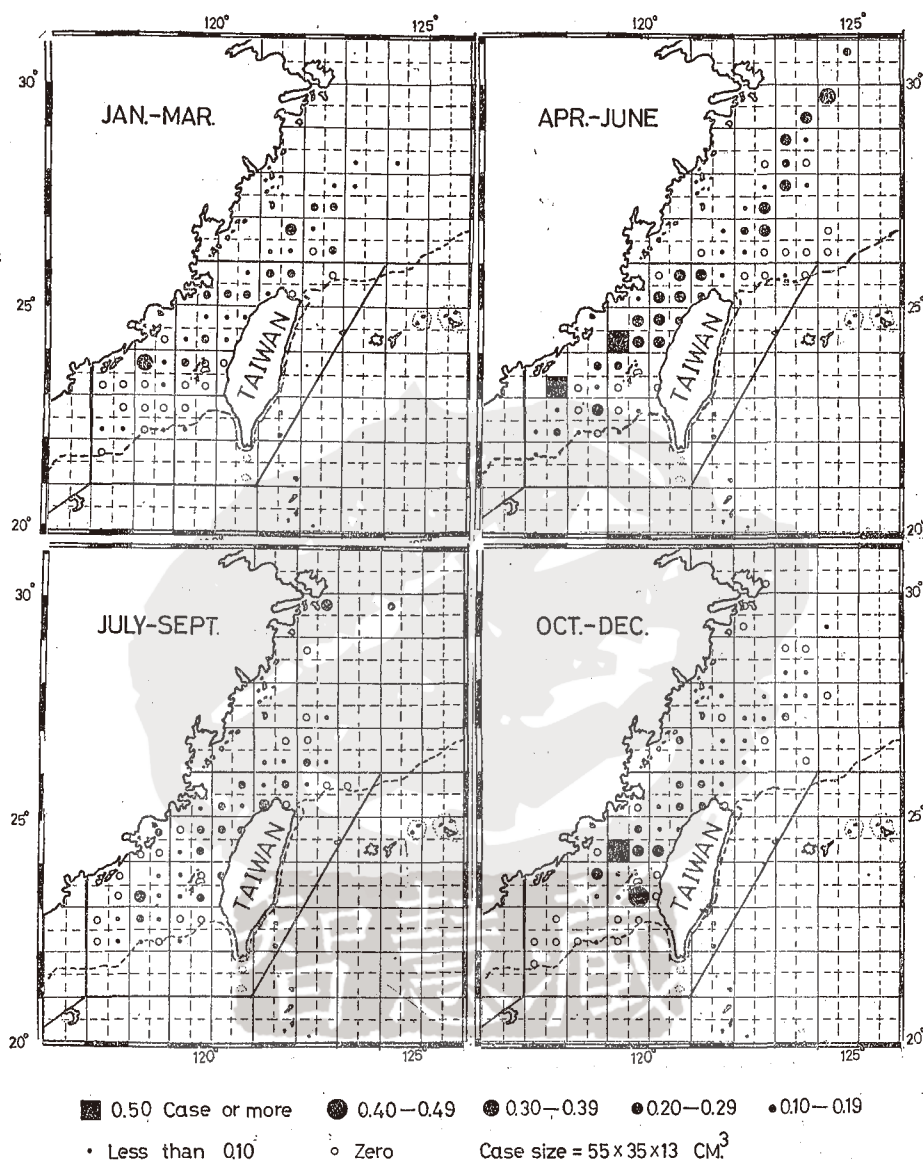 120° 125° 120° 125°
30° JAN.-MAR. APR.-JUNE 30°
25° TAIWAN TAIWAN 25°
20° 20°
30° JULY-SEPT. OCT.-DEC. 30°
25° TAIWAN TAIWAN 25°
20° 20°
120° 125° 120° 125°
智慧藏
0.50 Case or more 0.40-0.49 0.30-0.39 0.20-0.29 0.10-0.19
Less than 0.10 Zero Case size = 55 x 35 x 13 CM.³